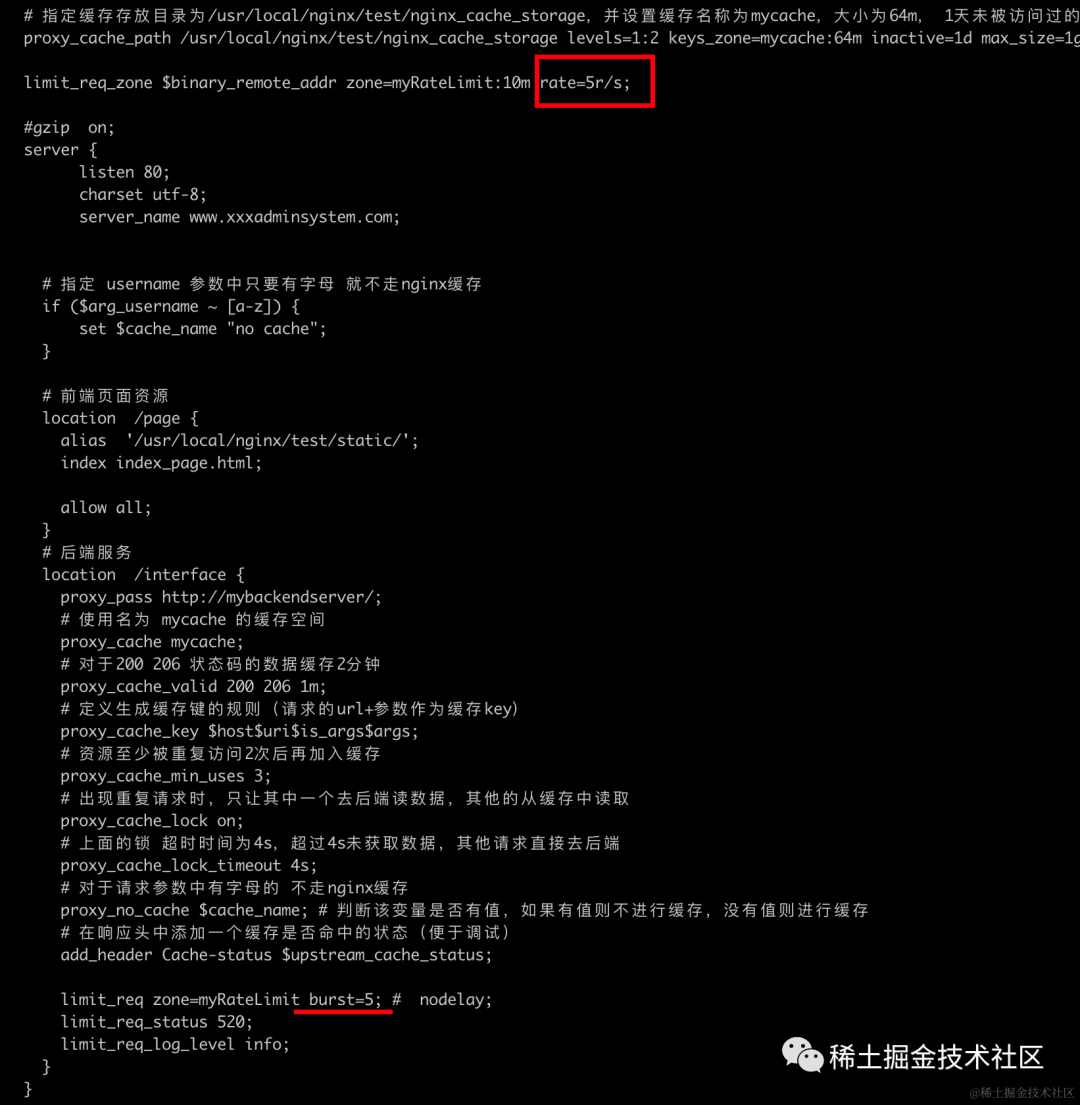 # 指定缓存存放目录为/usr/local/nginx/test/nginx_cache_storage，并设置缓存名称为mycache，大小为64m， 1天未被访问过的
proxy_cache_path /usr/local/nginx/test/nginx_cache_storage levels=1:2 keys_zone=mycache:64m inactive=1d max_size=1g
limit_req_zone $binary_remote_addr zone=myRateLimit:10m rate=5r/s;
#gzip  on;
server {
listen 80;
charset utf-8;
server_name www.xxxadminsystem.com;
# 指定 username 参数中只要有字母 就不走nginx缓存
if ($arg_username ~ [a-z]) {
set $cache_name "no cache";
}
# 前端页面资源
location  /page {
alias  '/usr/local/nginx/test/static/';
index index_page.html;
allow all;
}
# 后端服务
location  /interface {
proxy_pass http://mybackendserver/;
# 使用名为 mycache 的缓存空间
proxy_cache mycache;
# 对于200 206 状态码的数据缓存2分钟
proxy_cache_valid 200 206 1m;
# 定义生成缓存键的规则（请求的url+参数作为缓存key）
proxy_cache_key $host$uri$is_args$args;
# 资源至少被重复访问2次后再加入缓存
proxy_cache_min_uses 3;
# 出现重复请求时，只让其中一个去后端读数据，其他的从缓存中读取
proxy_cache_lock on;
# 上面的锁 超时时间为4s，超过4s未获取数据，其他请求直接去后端
proxy_cache_lock_timeout 4s;
# 对于请求参数中有字母的 不走nginx缓存
proxy_no_cache $cache_name; # 判断该变量是否有值，如果有值则不进行缓存，没有值则进行缓存
# 在响应头中添加一个缓存是否命中的状态（便于调试）
add_header Cache-status $upstream_cache_status;
limit_req zone=myRateLimit burst=5; #  nodelay;
limit_req_status 520;
limit_req_log_level info;
}
}
稀土掘金技术社区
@稀土掘金技术社区